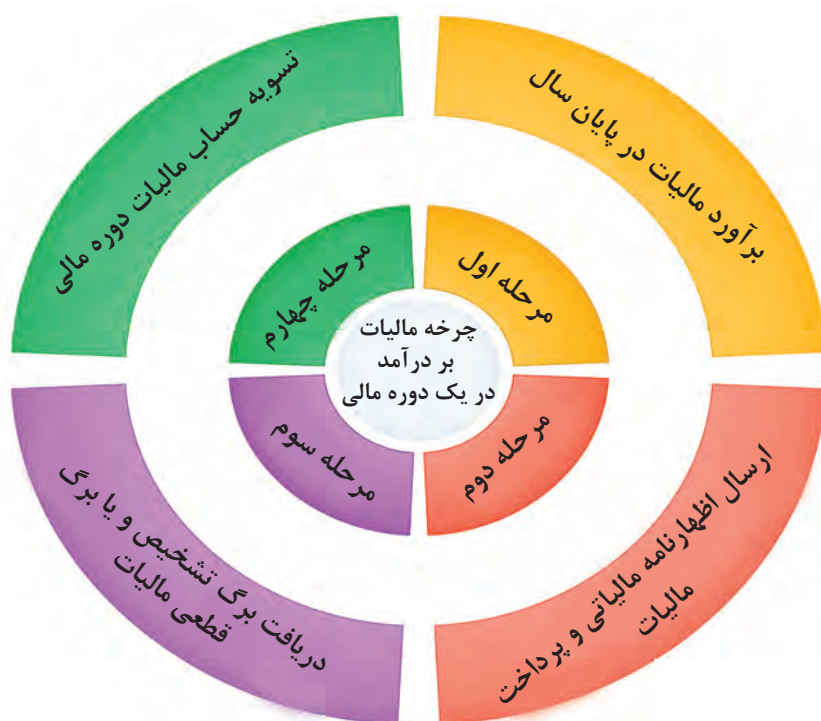 چرخه مالیات
بر درآمد
در یک دوره مالی
مرحله اول
برآورد مالیات در پایان سال
مرحله دوم
ارسال اظهارنامه مالیاتی و پرداخت
مالیات
مرحله سوم
دریافت برگ تشخیص و یا برگ
قطعی مالیات
مرحله چهارم
تسویه حساب مالیات دوره مالی